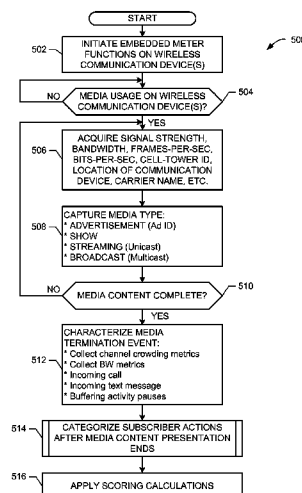 START
500
502
INITIATE EMBEDDED METER
FUNCTIONS ON WIRELESS
COMMUNICATION DEVICE(S)
NO
MEDIA USAGE ON WIRELESS
COMMUNICATION DEVICE(S)?
504
YES
506
ACQUIRE SIGNAL STRENGTH,
BANDWIDTH, FRAMES-PER-SEC,
BITS-PER-SEC, CELL-TOWER ID,
LOCATION OF COMMUNICATION
DEVICE, CARRIER NAME, ETC.
508
CAPTURE MEDIA TYPE:
* ADVERTISEMENT (Ad ID)
* SHOW
* STREAMING (Unicast)
* BROADCAST (Multicast)
NO
MEDIA CONTENT COMPLETE?
510
YES
512
CHARACTERIZE MEDIA
TERMINATION EVENT:
* Collect channel crowding metrics
* Collect BW metrics
* Incoming call
* Incoming text message
* Buffering activity pauses
514
CATEGORIZE SUBSCRIBER ACTIONS
AFTER MEDIA CONTENT PRESENTATION
ENDS
516
APPLY SCORING CALCULATIONS